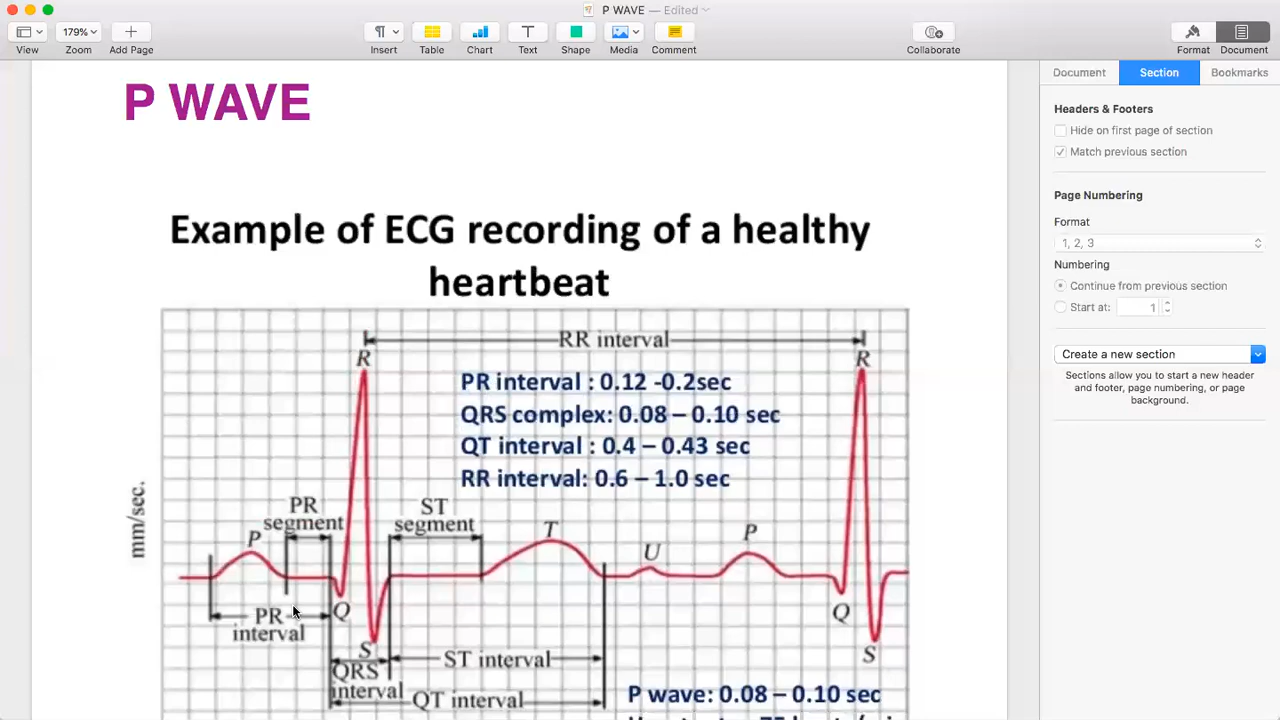 P WAVE — Edited
179%
View
Zoom
Add Page
Insert
Table
Chart
Text
Shape
Media
Comment
Collaborate
Format
Document
Document
Section
Bookmarks
Headers & Footers
Hide on first page of section
Match previous section
Page Numbering
Format
1, 2, 3
Numbering
Continue from previous section
Start at:
1
Create a new section
Sections allow you to start a new header
and footer, page numbering, or page
background.
P WAVE
Example of ECG recording of a healthy
heartbeat
RR interval
R
R
PR interval : 0.12 -0.2sec
QRS complex: 0.08 – 0.10 sec
QT interval : 0.4 – 0.43 sec
RR interval: 0.6 – 1.0 sec
mm/sec.
PR
segment
ST
segment
P
T
U
P
Q
Q
PR
interval
S
S
QRS
interval
ST interval
QT interval
P wave: 0.08 – 0.10 sec